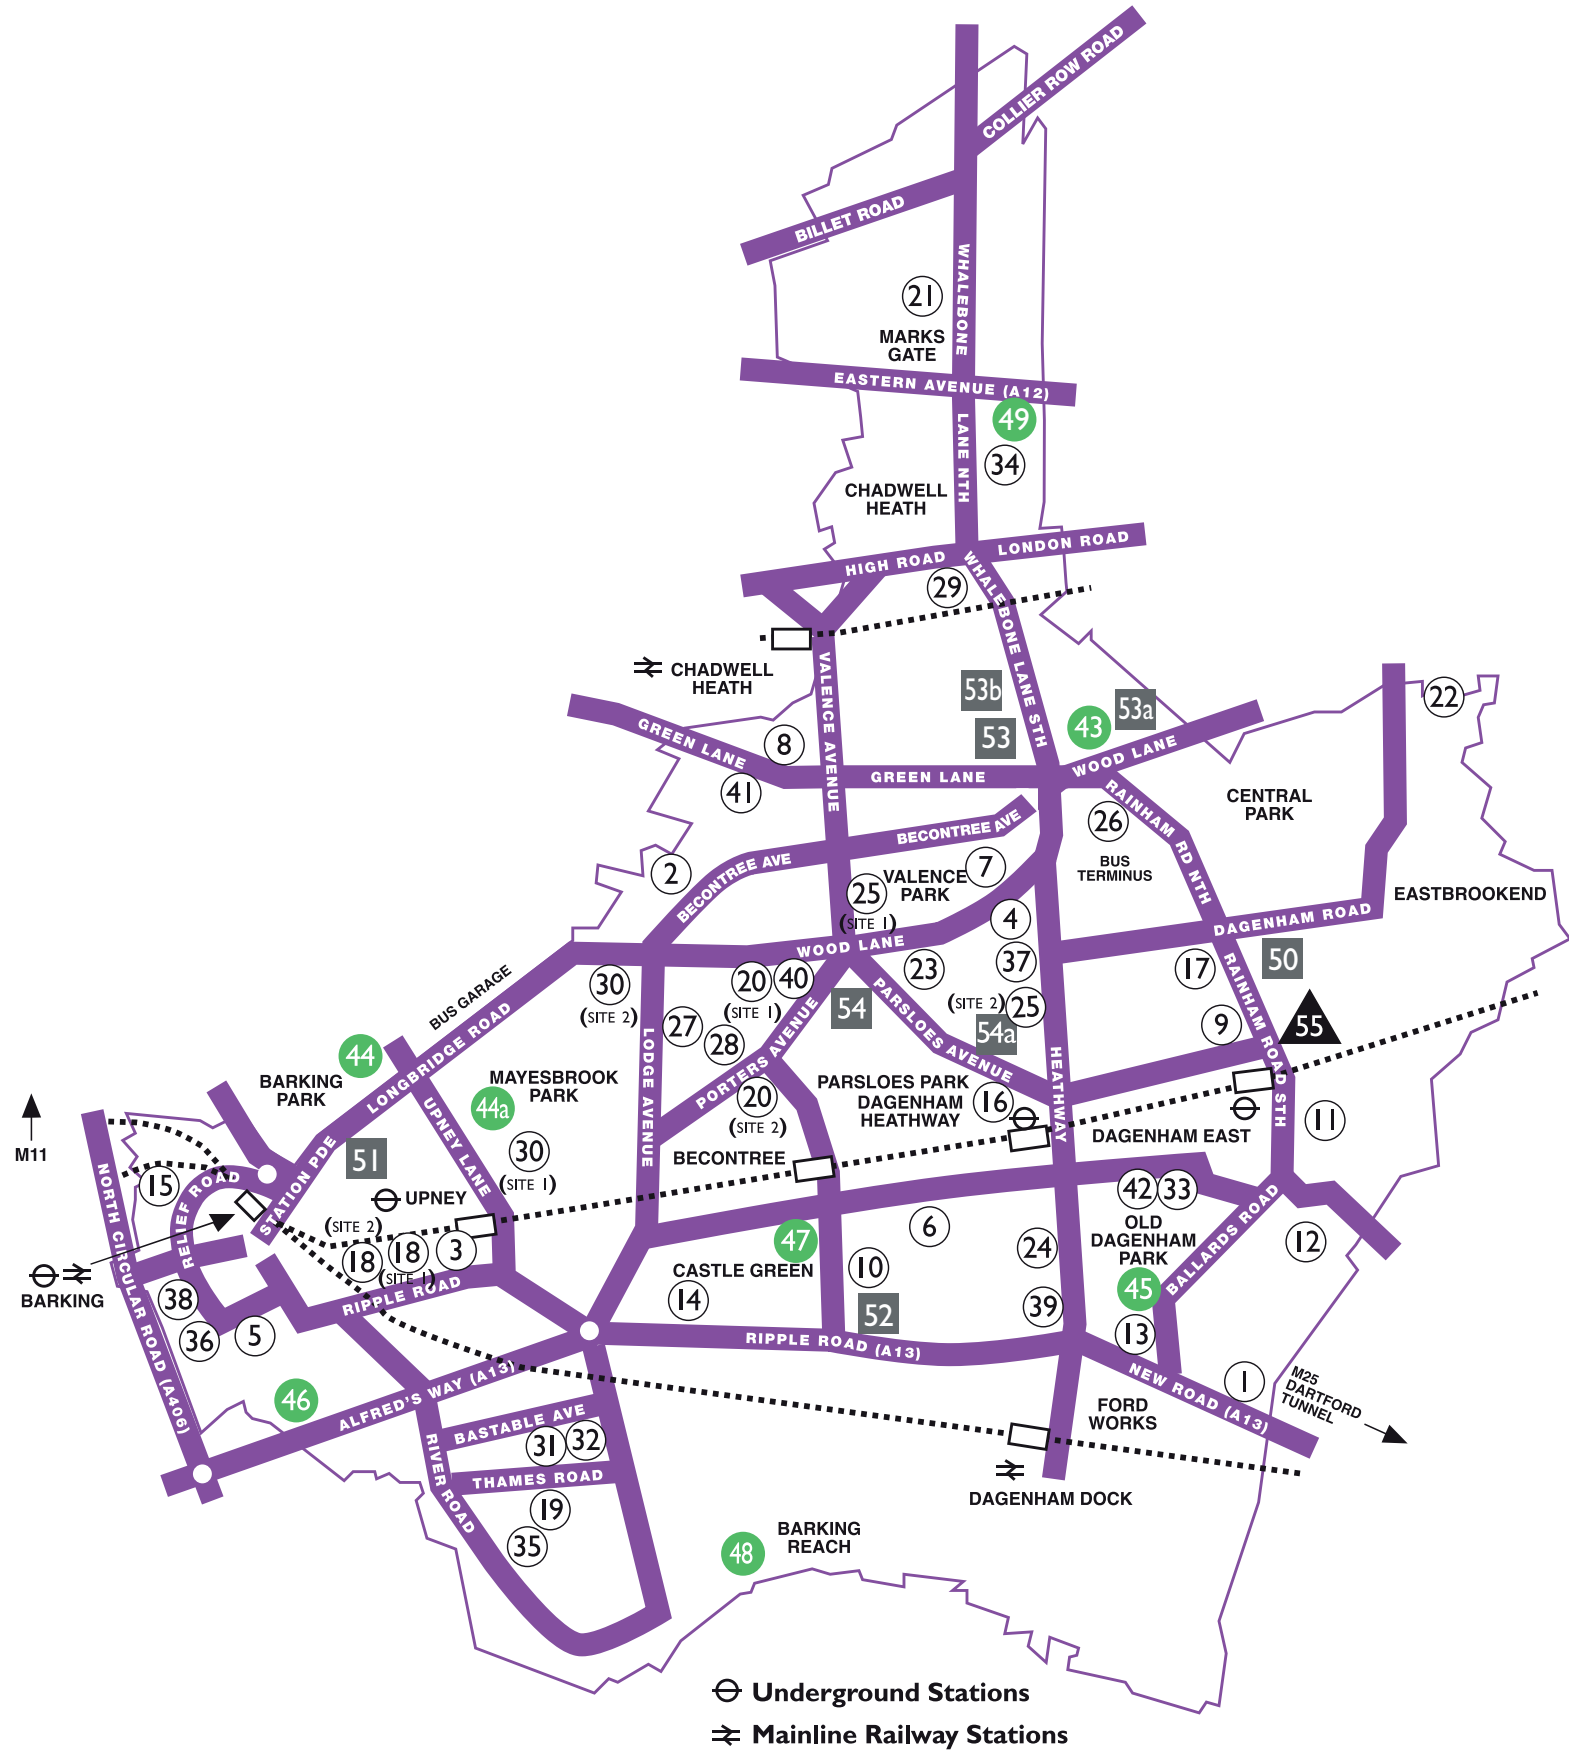 COLLIER ROW ROAD
BILLET ROAD
WHALEBONE
21
MARKS
GATE
EASTERN AVENUE (A12)
49
LANE NTH
34
CHADWELL
HEATH
HIGH ROAD
LONDON ROAD
29
WHALEBONE LANE STH
CHADWELL
HEATH
VALENCE AVENUE
53b
53a
22
43
53
GREEN LANE
8
WOOD LANE
GREEN LANE
41
CENTRAL
PARK
RAINHAM RD NTH
26
BECONTREE AVE
BECONTREE AVE
BUS
TERMINUS
2
7
VALENCE
PARK
25
(SITE 1)
EASTBROOKEND
DAGENHAM ROAD
4
WOOD LANE
37
23
17
50
30
(SITE 2)
20
40
(SITE 1)
BUS GARAGE
LONGBRIDGE ROAD
PARSLOES AVENUE
RAINHAM ROAD STH
54
(SITE 2)
25
54a
27
28
9
55
LODGE AVENUE
PORTERS AVENUE
HEATHWAY
44
BARKING
PARK
MAYESBROOK
PARK
44a
UPNEY LANE
20
(SITE 2)
PARSLOES PARK
DAGENHAM
HEATHWAY
16
11
DAGENHAM EAST
M11
30
(SITE 1)
51
STATION PDE
BECONTREE
15
RELIEF ROAD
NORTH CIRCULAR ROAD (A406)
UPNEY
42
33
(SITE 2)
18
18
(SITE 1)
3
6
OLD
DAGENHAM
PARK
BALLARDS ROAD
12
47
24
CASTLE GREEN
10
45
BARKING
38
RIPPLE ROAD
14
52
39
13
36
5
RIPPLE ROAD (A13)
NEW ROAD (A13)
1
M25
DARTFORD
TUNNEL
46
ALFRED'S WAY (A13)
FORD
WORKS
BASTABLE AVE
31
32
RIVER ROAD
THAMES ROAD
DAGENHAM DOCK
19
35
48
BARKING
REACH
Underground Stations
Mainline Railway Stations